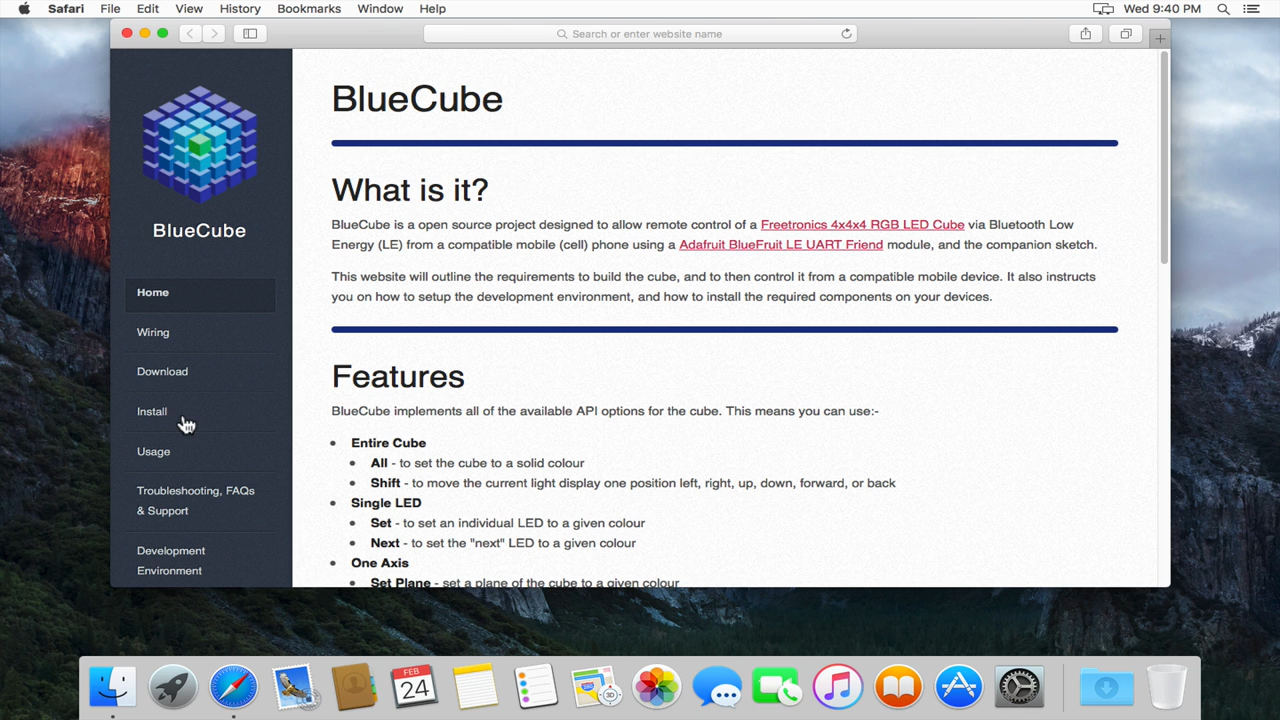 Safari File Edit View History Bookmarks Window Help Wed 9:40 PM
Search or enter website name
BlueCube
Home
Wiring
Download
Install
Usage
Troubleshooting, FAQs
& Support
Development
Environment
BlueCube
What is it?
BlueCube is a open source project designed to allow remote control of a Freetronics 4x4x4 RGB LED Cube via Bluetooth Low
Energy (LE) from a compatible mobile (cell) phone using a Adafruit BlueFruit LE UART Friend module, and the companion sketch.
This website will outline the requirements to build the cube, and to then control it from a compatible mobile device. It also instructs
you on how to setup the development environment, and how to install the required components on your devices.
Features
BlueCube implements all of the available API options for the cube. This means you can use:-
• Entire Cube
• All - to set the cube to a solid colour
• Shift - to move the current light display one position left, right, up, down, forward, or back
• Single LED
• Set - to set an individual LED to a given colour
• Next - to set the "next" LED to a given colour
• One Axis
• Set Plane - set a plane of the cube to a given colour
FEB
24
3D